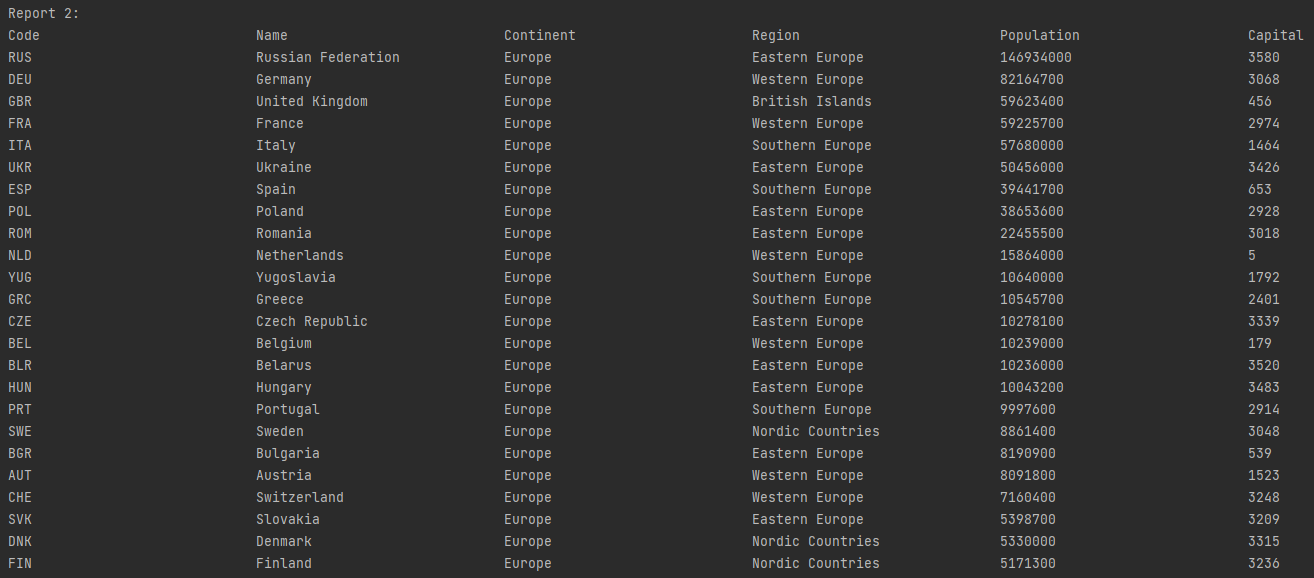 Report 2:
Code Name Continent Region Population Capital
RUS Russian Federation Europe Eastern Europe 146934000 3580
DEU Germany Europe Western Europe 82164700 3068
GBR United Kingdom Europe British Islands 59623400 456
FRA France Europe Western Europe 59225700 2974
ITA Italy Europe Southern Europe 57680000 1464
UKR Ukraine Europe Eastern Europe 50456000 3426
ESP Spain Europe Southern Europe 39441700 653
POL Poland Europe Eastern Europe 38653600 2928
ROM Romania Europe Eastern Europe 22455500 3018
NLD Netherlands Europe Western Europe 15864000 5
YUG Yugoslavia Europe Southern Europe 10640000 1792
GRC Greece Europe Southern Europe 10545700 2401
CZE Czech Republic Europe Eastern Europe 10278100 3339
BEL Belgium Europe Western Europe 10239000 179
BLR Belarus Europe Eastern Europe 10236000 3520
HUN Hungary Europe Eastern Europe 10043200 3483
PRT Portugal Europe Southern Europe 9997600 2914
SWE Sweden Europe Nordic Countries 8861400 3048
BGR Bulgaria Europe Eastern Europe 8190900 539
AUT Austria Europe Western Europe 8091800 1523
CHE Switzerland Europe Western Europe 7160400 3248
SVK Slovakia Europe Eastern Europe 5398700 3209
DNK Denmark Europe Nordic Countries 5330000 3315
FIN Finland Europe Nordic Countries 5171300 3236